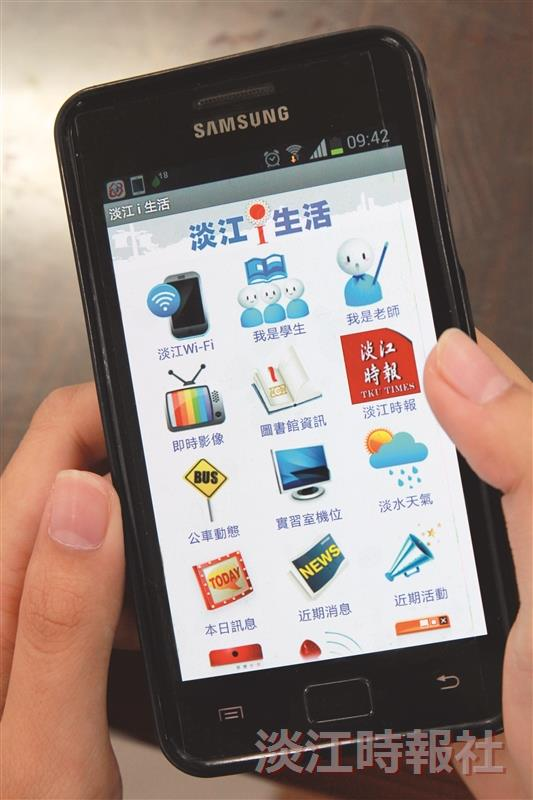 SAMSUNG
18
09:42
淡江 i 生活
淡江i生活
淡江Wi-Fi
我是學生
我是老師
淡江
時報
TKU TIMES
即時影像
圖書館資訊
淡江時報
BUS
公車動態
實習室機位
淡水天氣
TODAY
NEWS
本日訊息
近期消息
近期活動
淡江時報社